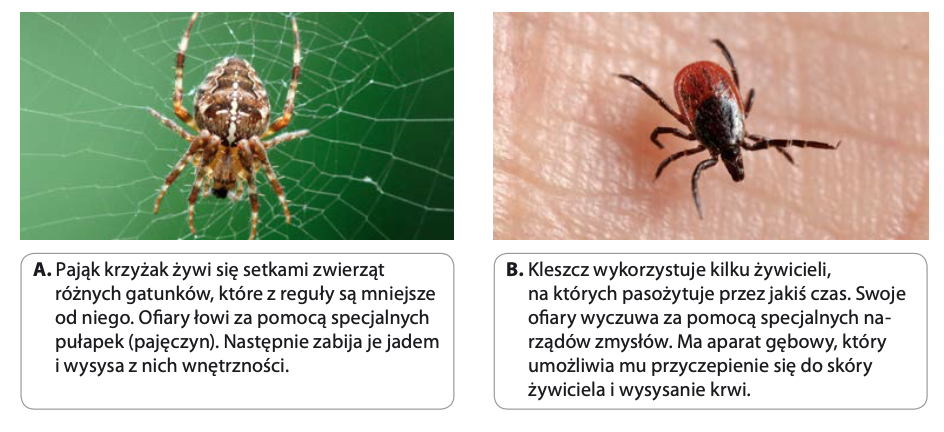 A. Pająk krzyżak żywi się setkami zwierząt
różnych gatunków, które z reguły są mniejsze
od niego. Ofiary łowi za pomocą specjalnych
pułapek (pajęczyn). Następnie zabija je jadem
i wysysa z nich wnętrzności.
B. Kleszcz wykorzystuje kilku żywicieli,
na których pasożytuje przez jakiś czas. Swoje
ofiary wyczuwa za pomocą specjalnych na-
rządów zmysłów. Ma aparat gębowy, który
umożliwia mu przyczepienie się do skóry
żywiciela i wysysanie krwi.